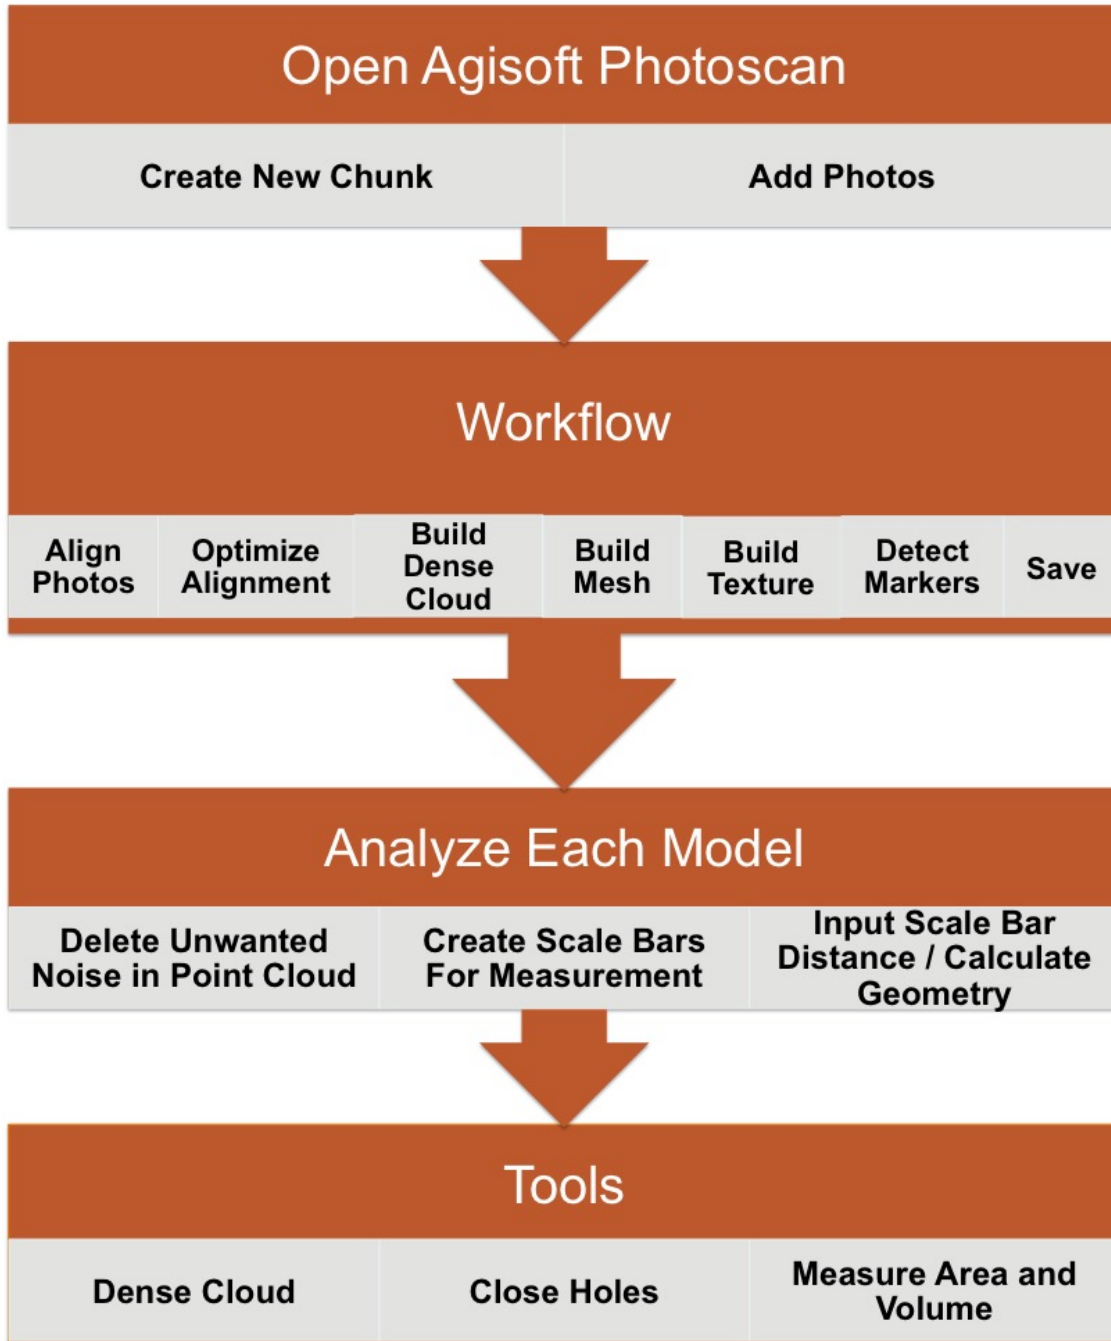 Open Agisoft Photoscan
Create New Chunk
Add Photos
Workflow
Align
Photos
Optimize
Alignment
Build
Dense
Cloud
Build
Mesh
Build
Texture
Detect
Markers
Save
Analyze Each Model
Delete Unwanted
Noise in Point Cloud
Create Scale Bars
For Measurement
Input Scale Bar
Distance / Calculate
Geometry
Tools
Dense Cloud
Close Holes
Measure Area and
Volume